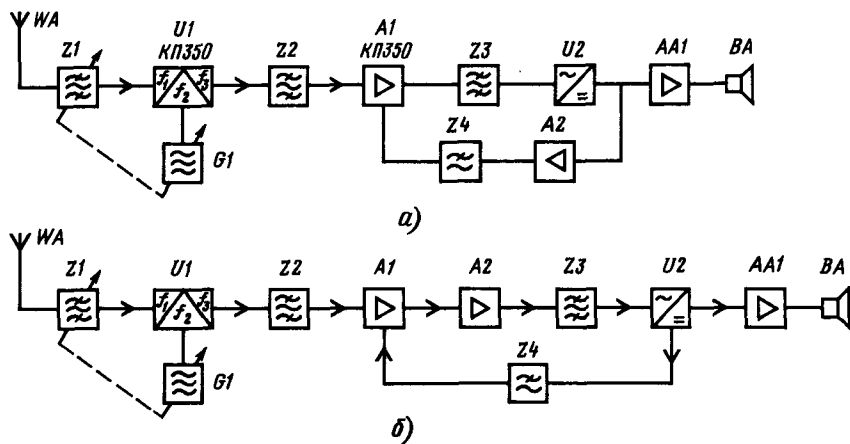 WA
Z1
U1
КП350
f₁ f₂ f₃
Z2
A1
КП350
Z3
U2
AA1
BA
G1
Z4
A2
а)
WA
Z1
U1
f₁ f₂ f₃
Z2
A1
A2
Z3
U2
AA1
BA
G1
Z4
б)